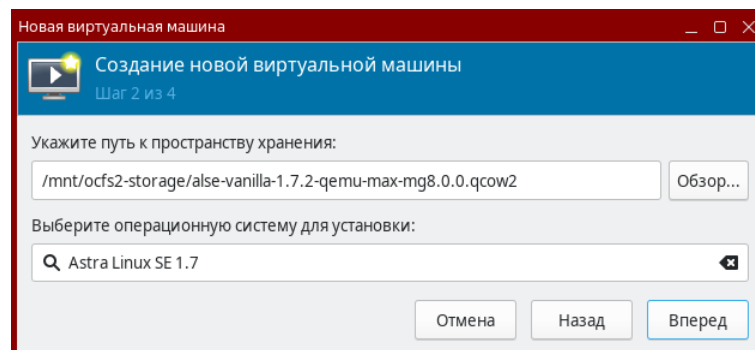 Новая виртуальная машина
Создание новой виртуальной машины
Шаг 2 из 4
Укажите путь к пространству хранения:
/mnt/ocfs2-storage/alse-vanilla-1.7.2-qemu-max-mg8.0.0.qcow2
Обзор...
Выберите операционную систему для установки:
Astra Linux SE 1.7
Отмена
Назад
Вперед